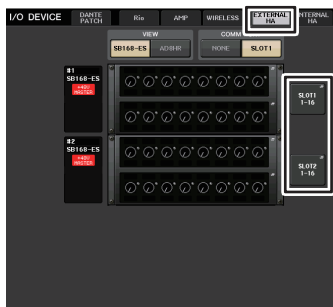 I/O DEVICE
DANTE PATCH
Rio
AMP
WIRELESS
EXTERNAL HA
INTERNAL HA
VIEW
COMM
SB168-ES
AD8HR
NONE
SLOT1
#1
SB168-ES
+48V
MASTER
SLOT1
1-16
#2
SB168-ES
+48V
MASTER
SLOT2
1-16